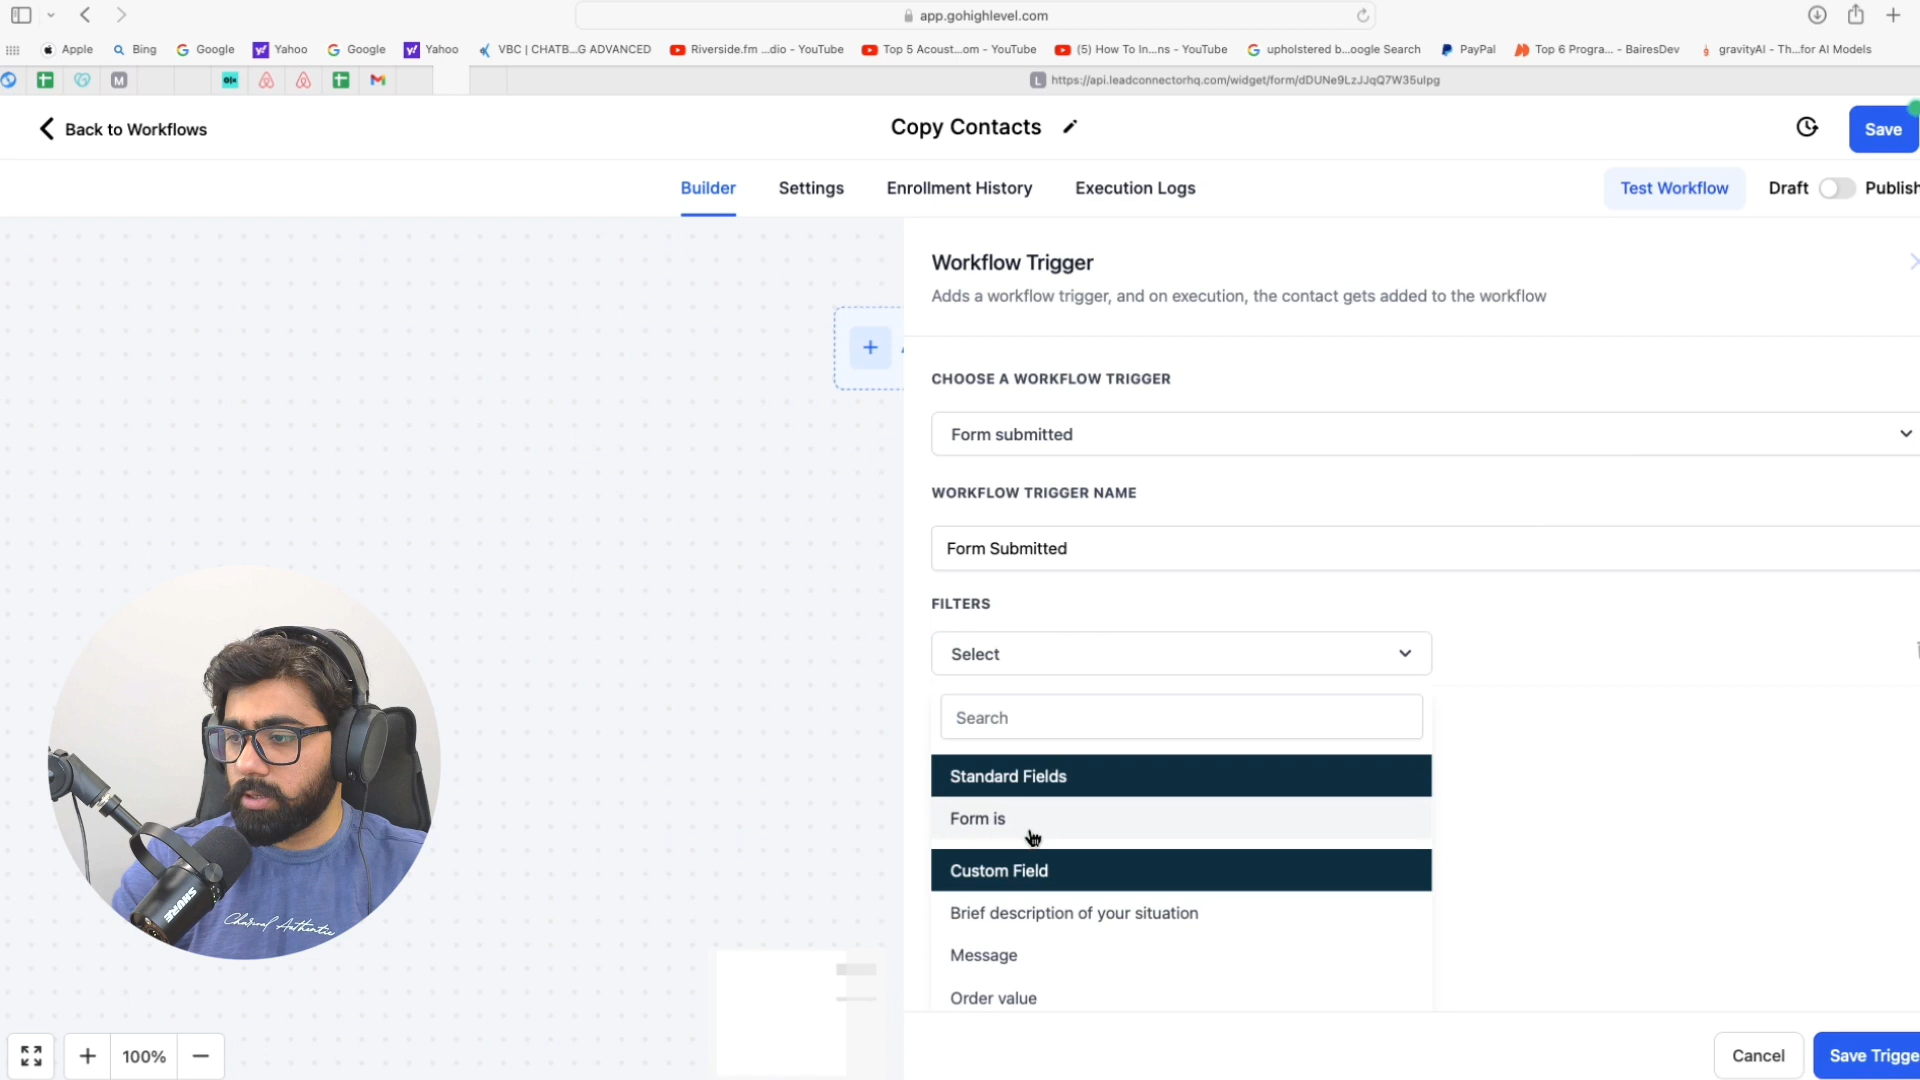 app.gohighlevel.com
Apple Bing Google Yahoo Google Yahoo VBC | CHATB...G ADVANCED Riverside.fm ...dio - YouTube Top 5 Acoust...om - YouTube (5) How To In...ns - YouTube upholstered b...oogle Search PayPal Top 6 Progra... - BairesDev gravityAI - Th...for AI Models
M olx L https://api.leadconnectorhq.com/widget/form/dDUNe9LzJJqQ7W35ulpg
Back to Workflows Copy Contacts Save
Builder Settings Enrollment History Execution Logs Test Workflow Draft Publish
Workflow Trigger
Adds a workflow trigger, and on execution, the contact gets added to the workflow
CHOOSE A WORKFLOW TRIGGER
Form submitted
WORKFLOW TRIGGER NAME
Form Submitted
FILTERS
Select
Search
Standard Fields
Form is
Custom Field
Brief description of your situation
Message
Order value
SHURE
100%
Cancel Save Trigge